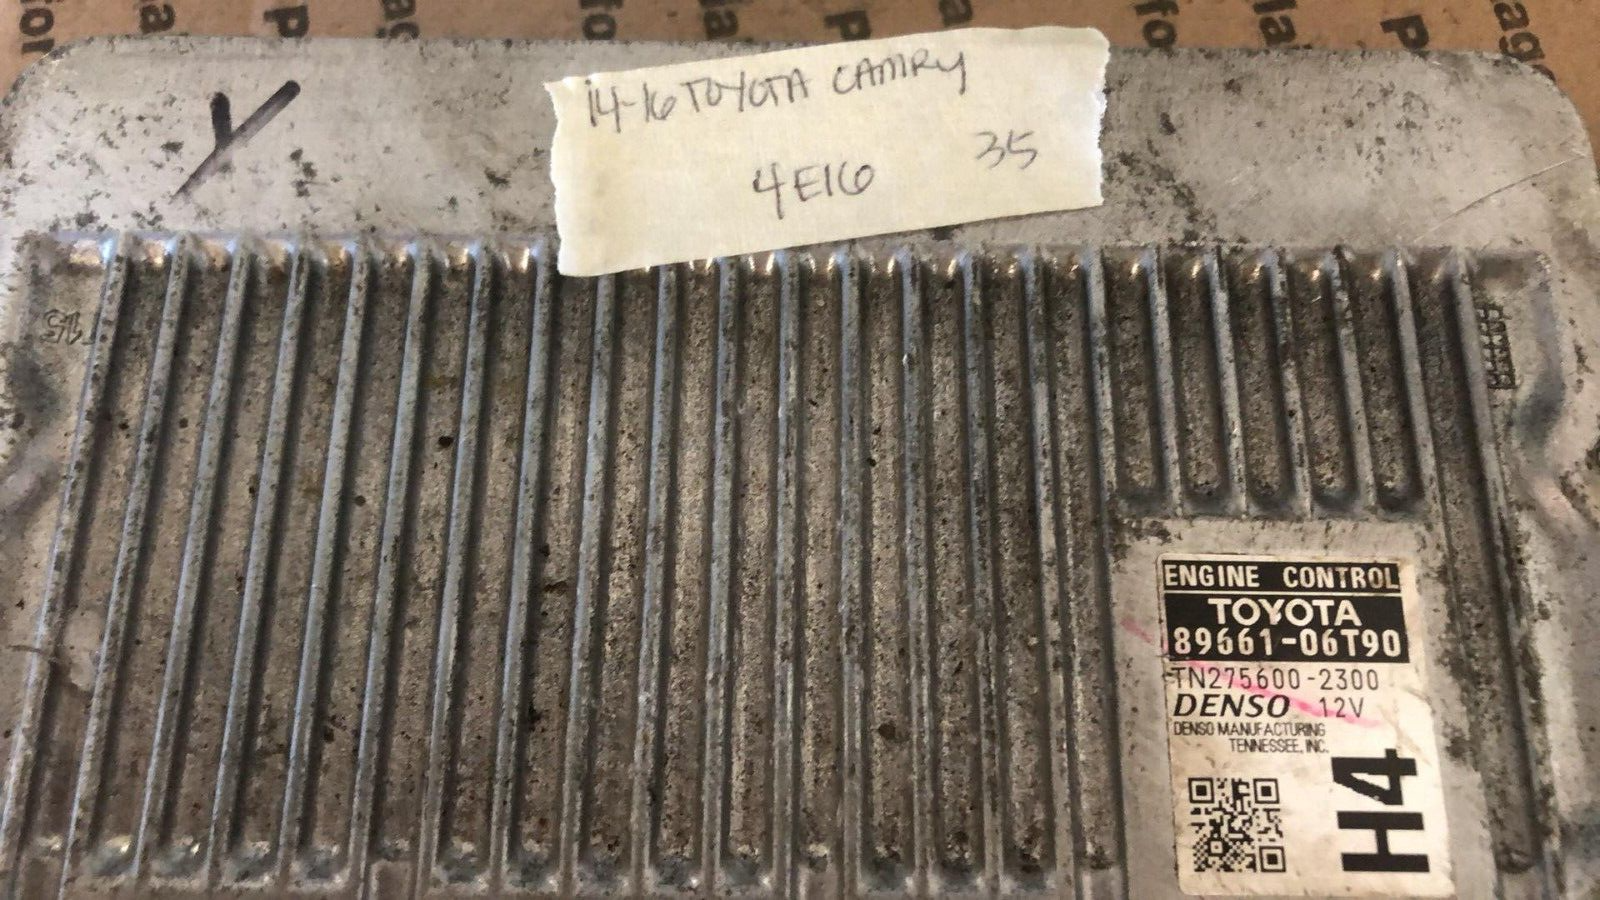 14-16 TOYOTA CAMRY
4E16 35
ENGINE CONTROL
TOYOTA
89661-06T90
TN275600-2300
DENSO 12V
DENSO MANUFACTURING
TENNESSEE, INC.
H4